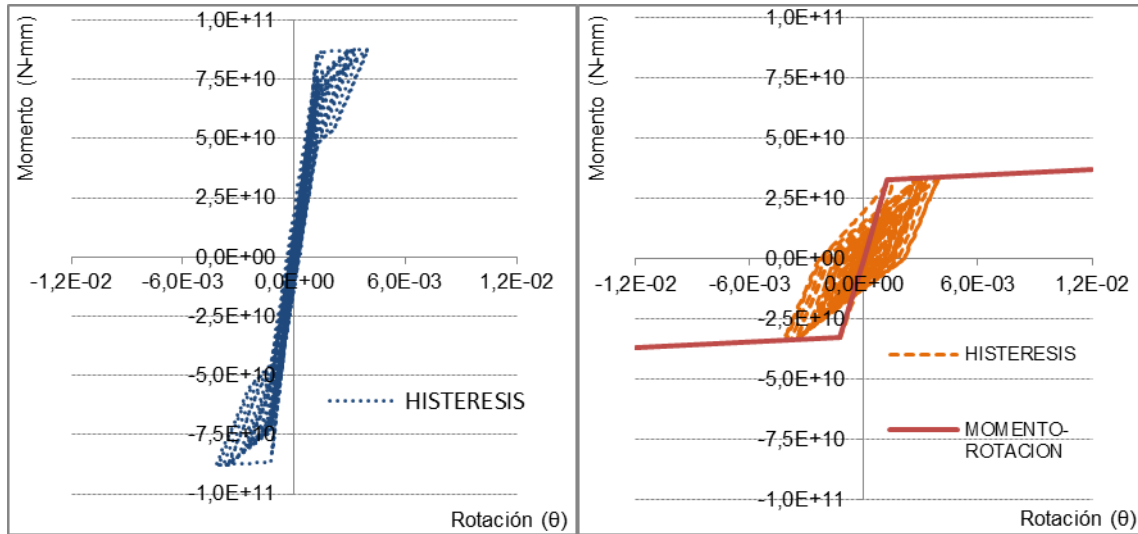 Momento (N-mm)
1,0E+11
7,5E+10
5,0E+10
2,5E+10
0,0E+00
-1,2E-02
-6,0E-03
0,0E+00
6,0E-03
1,2E-02
-2,5E+10
-5,0E+10
-7,5E+10
-1,0E+11
HISTERESIS
Rotación (θ)
Momento (N-mm)
1,0E+11
7,5E+10
5,0E+10
2,5E+10
0,0E+00
-1,2E-02
-6,0E-03
0,0E+00
6,0E-03
1,2E-02
-2,5E+10
-5,0E+10
-7,5E+10
-1,0E+11
HISTERESIS
MOMENTO-
ROTACION
Rotación (θ)